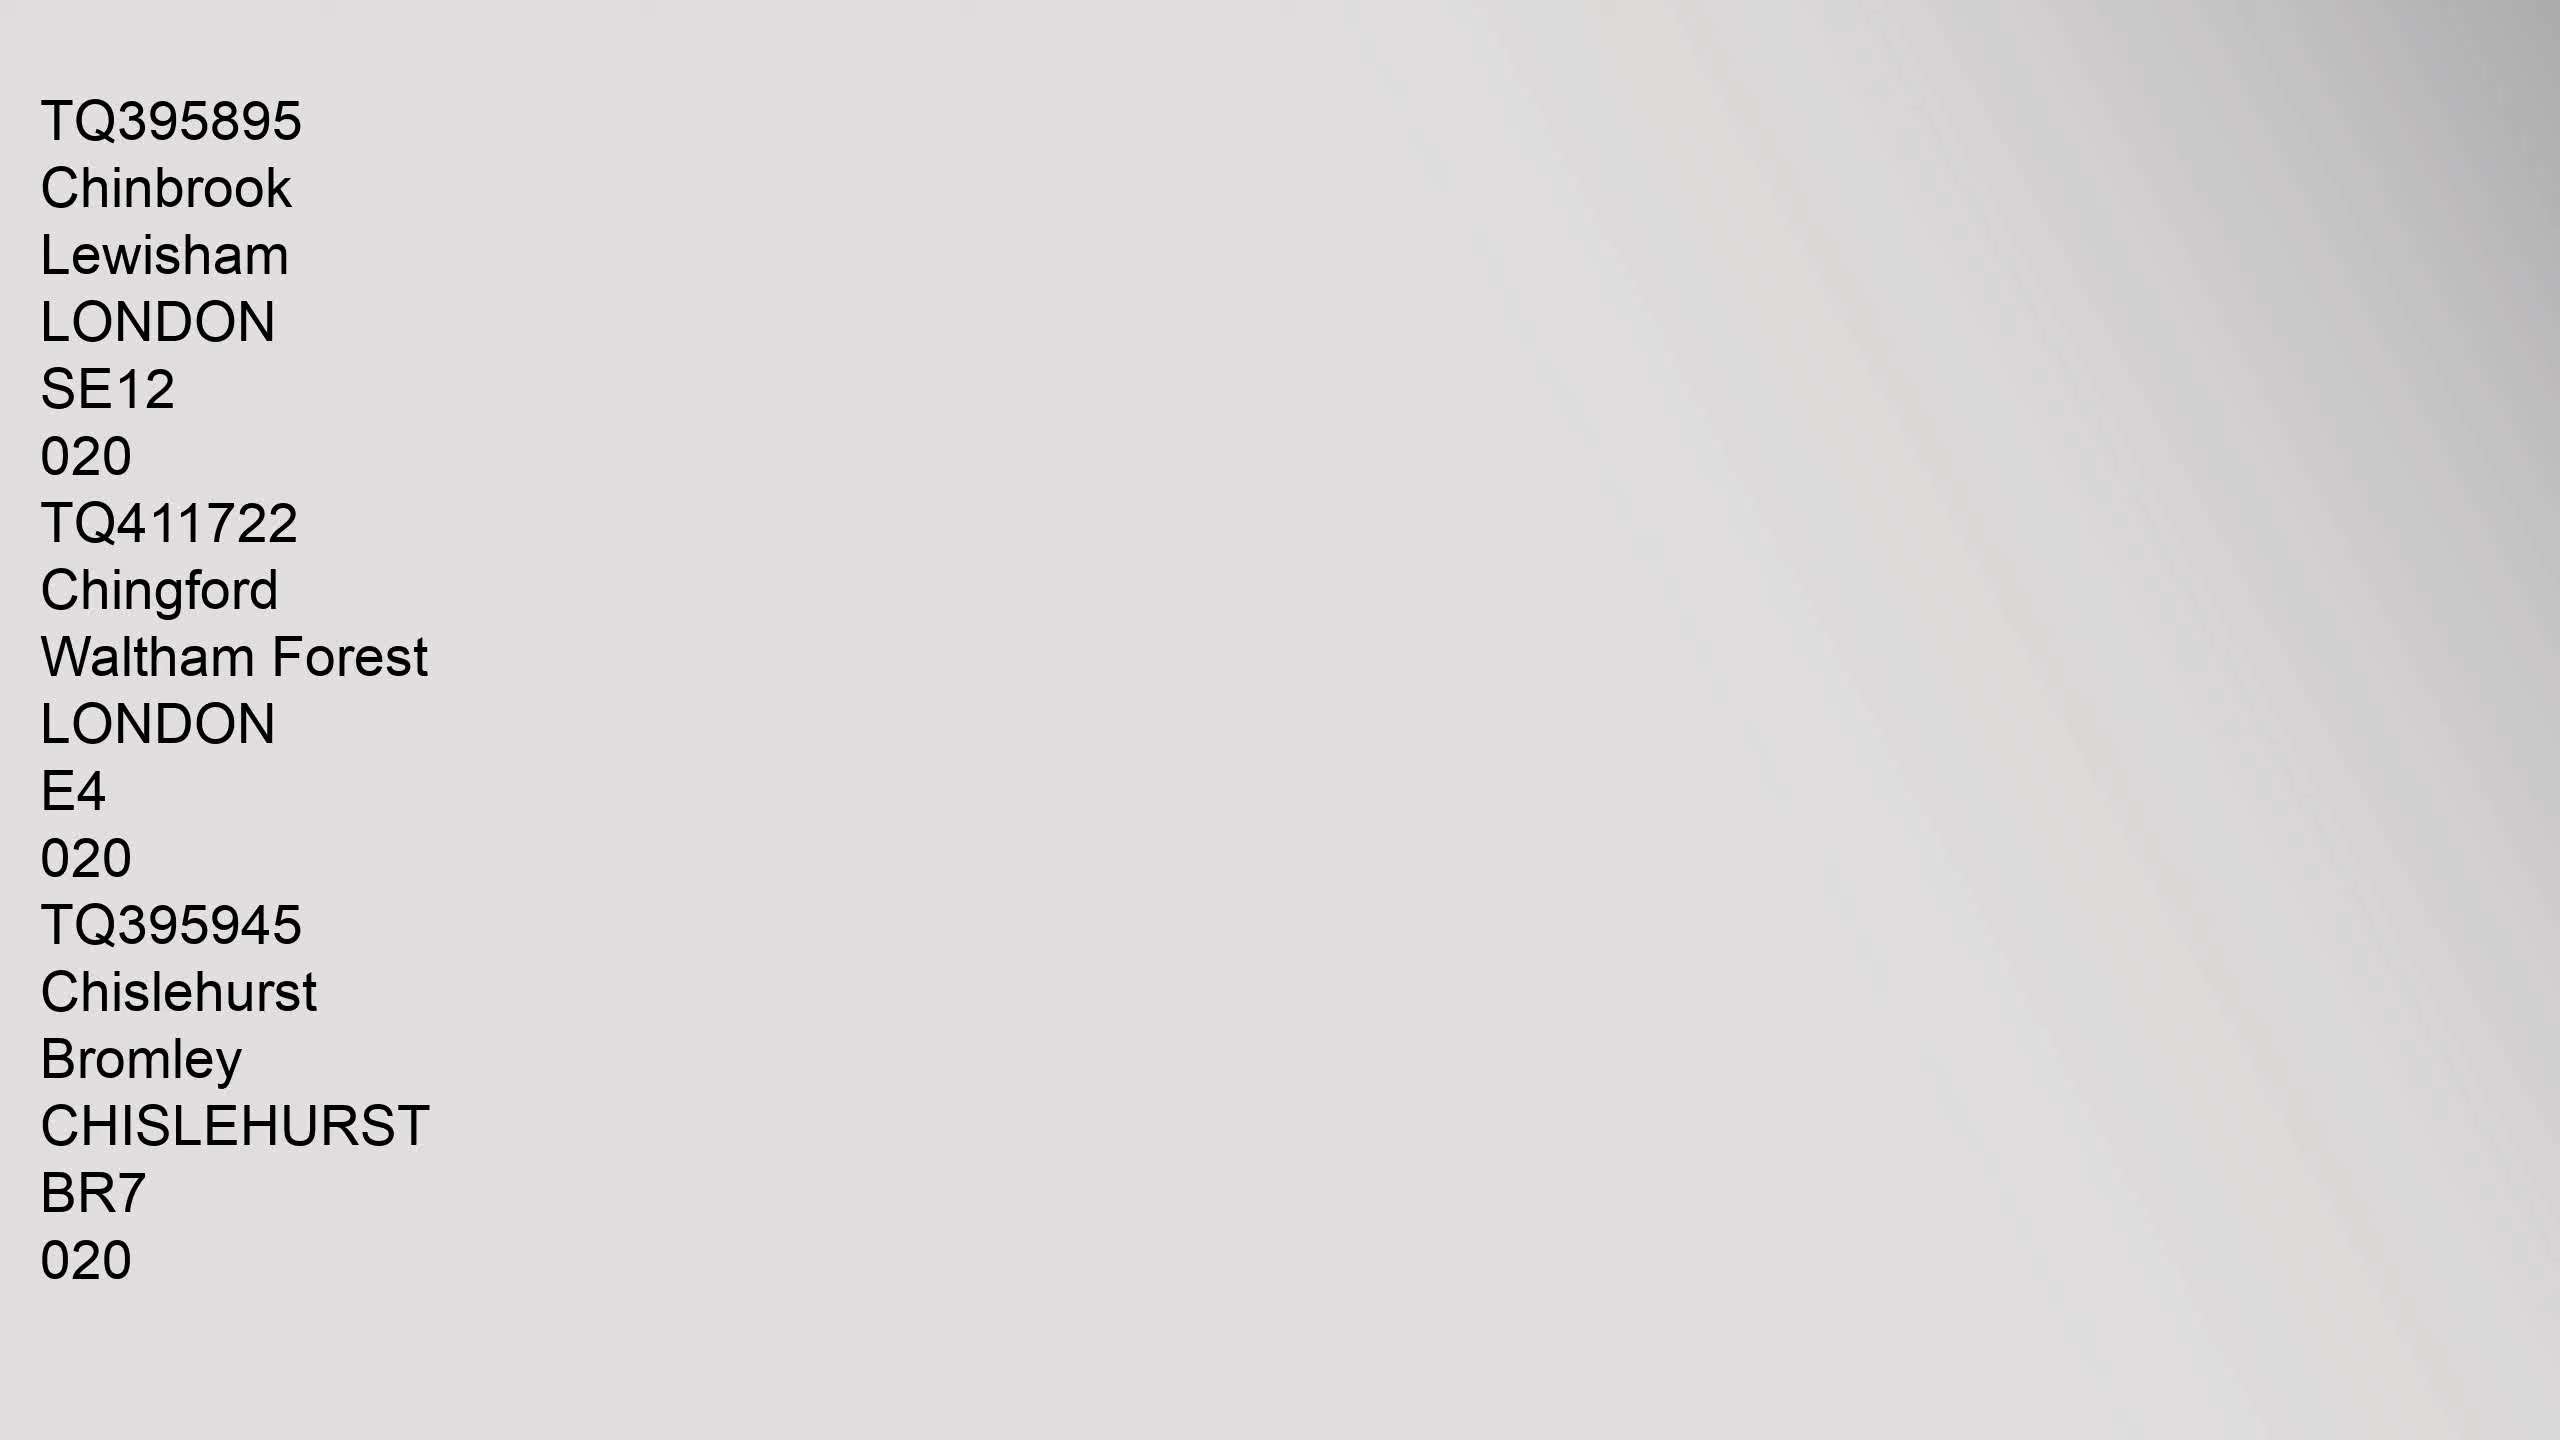 TQ395895
Chinbrook
Lewisham
LONDON
SE12
020
TQ411722
Chingford
Waltham Forest
LONDON
E4
020
TQ395945
Chislehurst
Bromley
CHISLEHURST
BR7
020